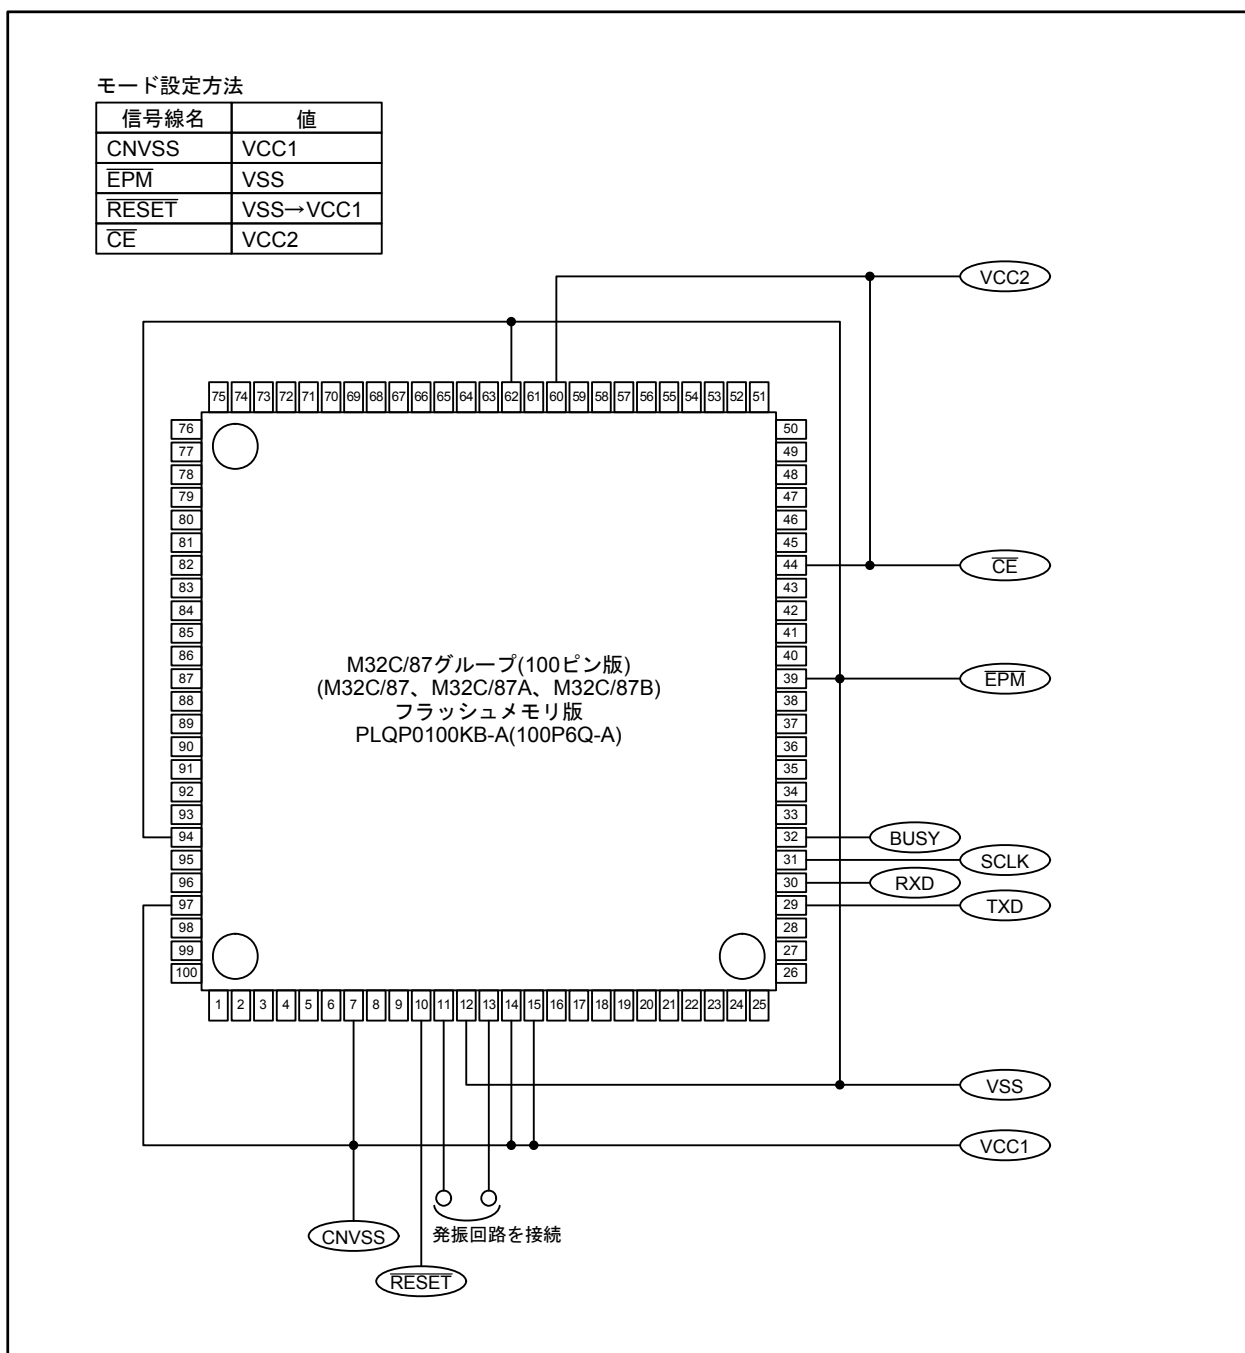 モード設定方法
信号線名 値
CNVSS VCC1
EPM VSS
RESET VSS→VCC1
CE VCC2
VCC2
75 74 73 72 71 70 69 68 67 66 65 64 63 62 61 60 59 58 57 56 55 54 53 52 51
76 50
77 49
78 48
79 47
80 46
81 45
82 44 CE
83 43
84 42
85 41
86 40
M32C/87グループ(100ピン版)
87 39 EPM
(M32C/87、M32C/87A、M32C/87B)
88 38
フラッシュメモリ版
89 37
PLQP0100KB-A(100P6Q-A)
90 36
91 35
92 34
93 33
94 32 BUSY
95 31 SCLK
96 30 RXD
97 29 TXD
98 28
99 27
100 26
1 2 3 4 5 6 7 8 9 10 11 12 13 14 15 16 17 18 19 20 21 22 23 24 25
VSS
VCC1
CNVSS 発振回路を接続
RESET